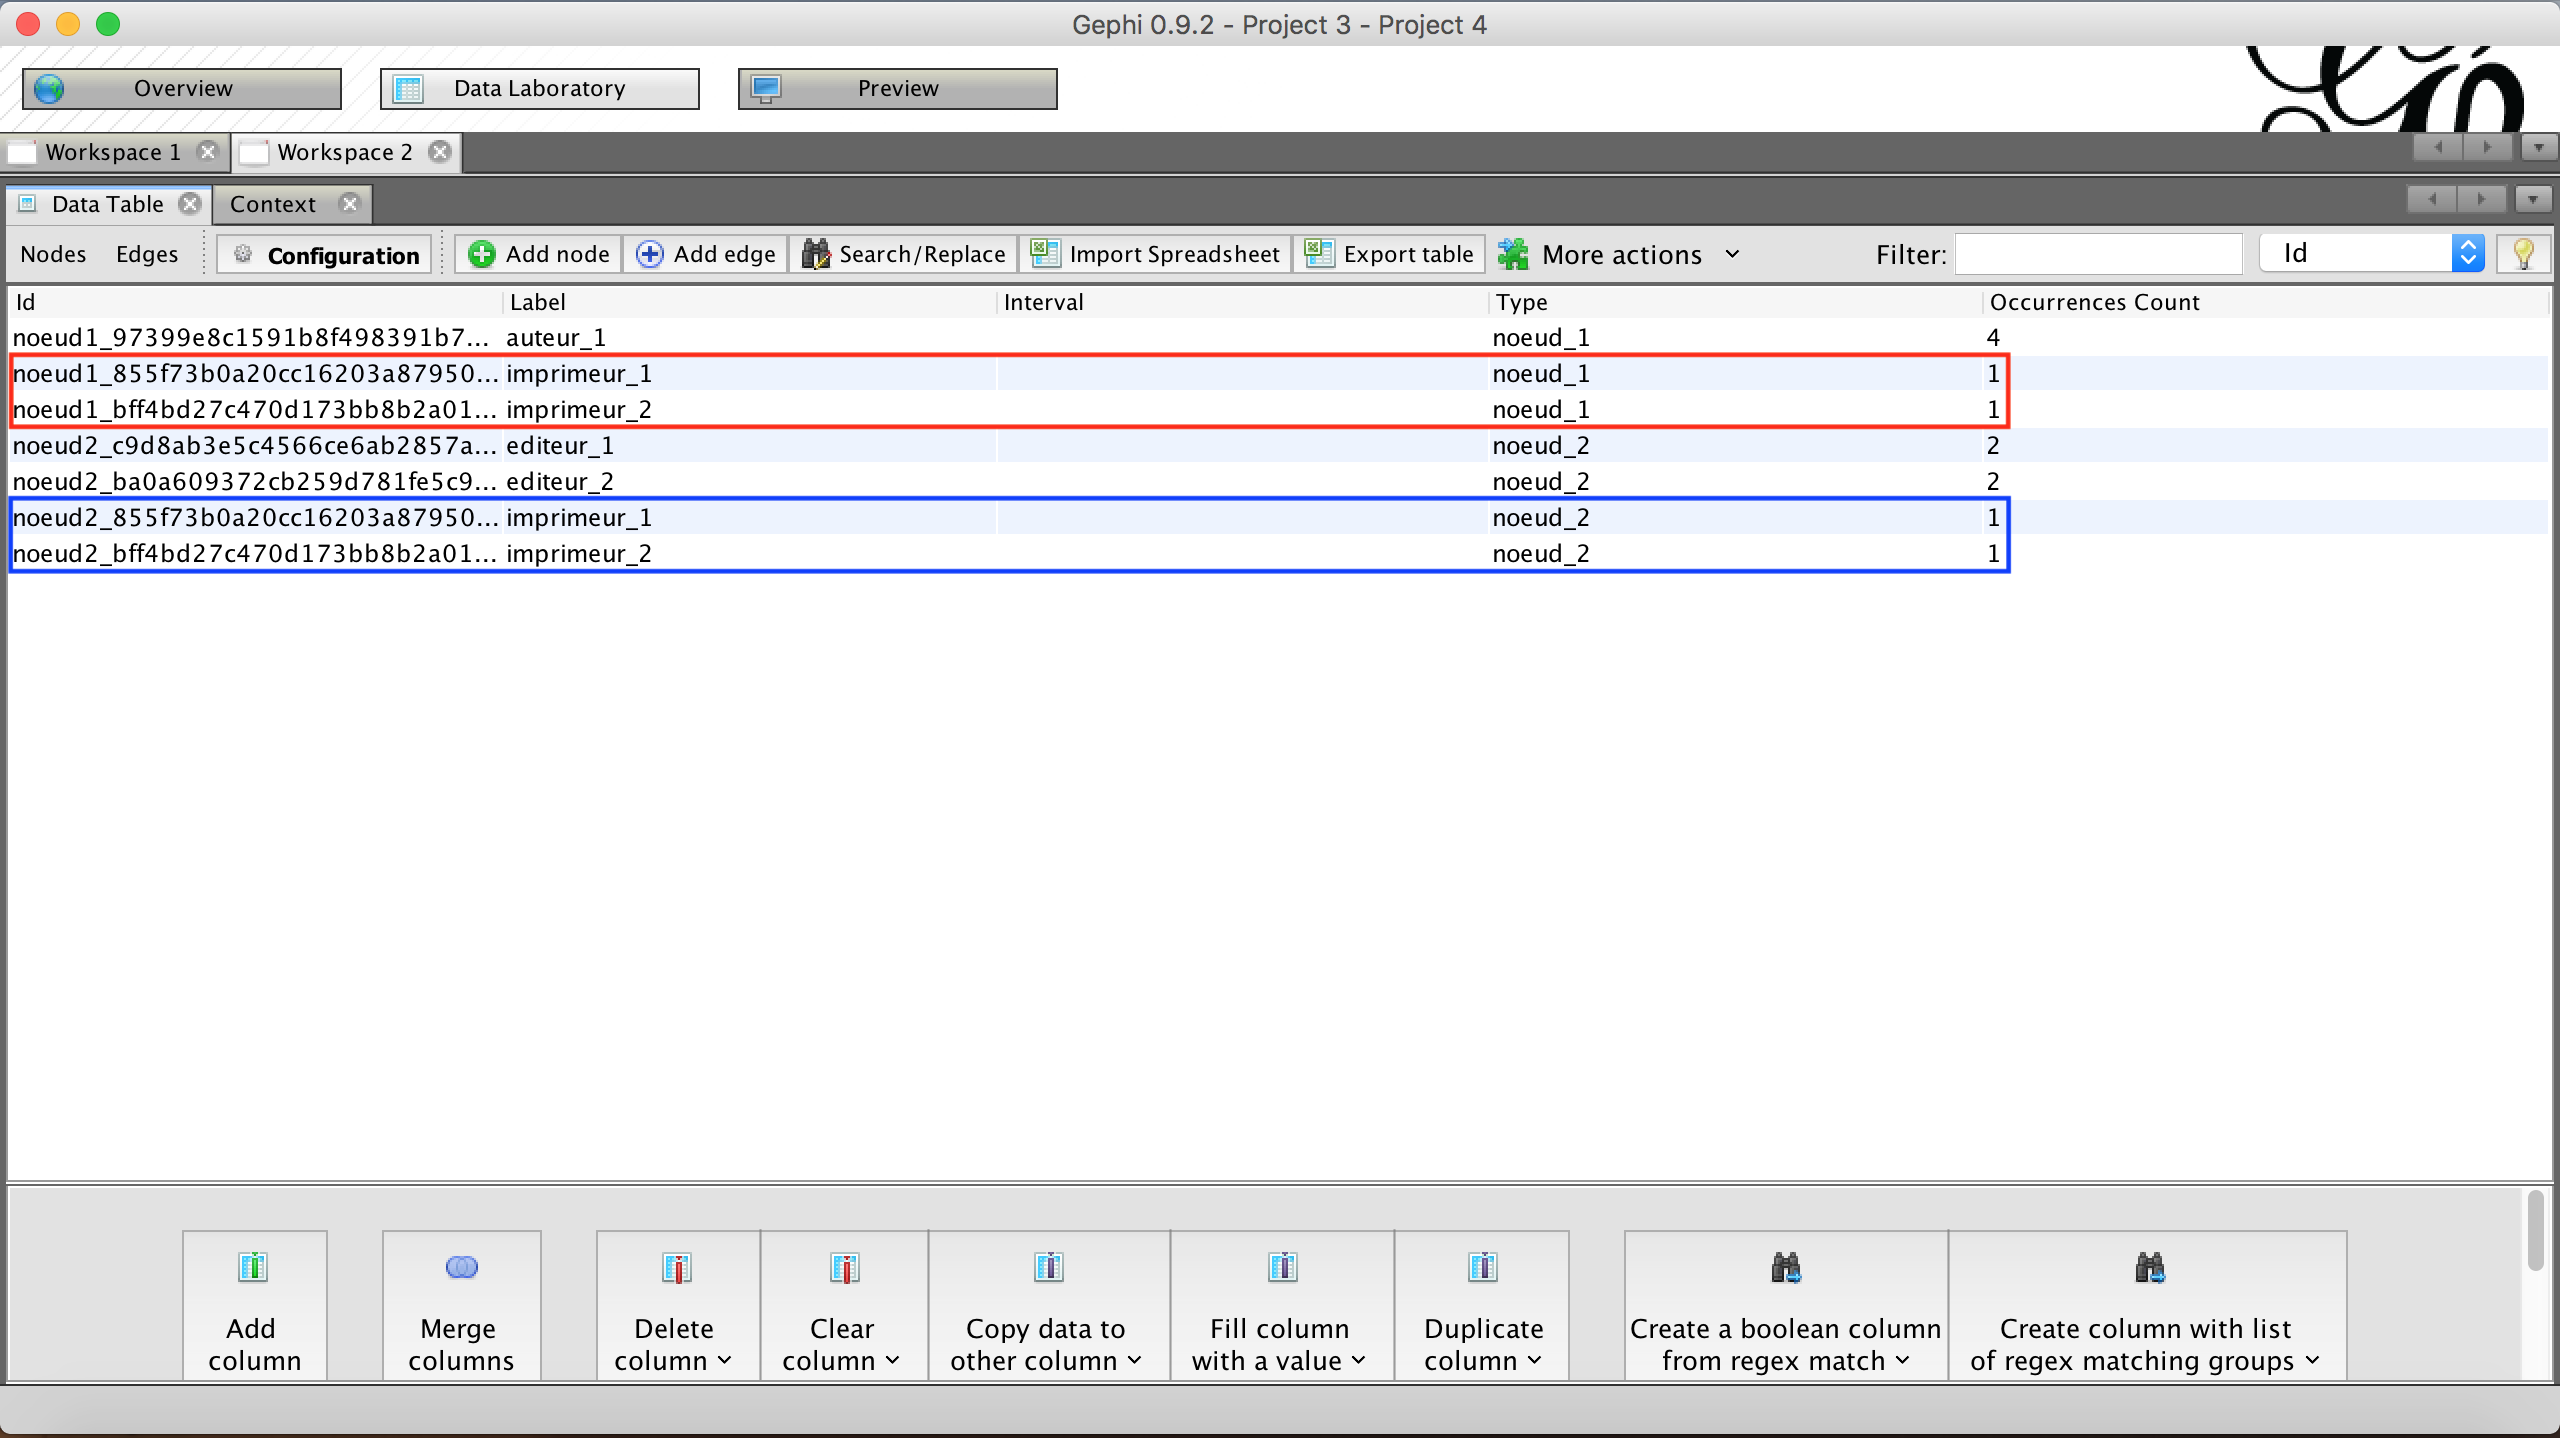 Gephi 0.9.2 - Project 3 - Project 4
Overview Data Laboratory Preview
Workspace 1 Workspace 2
Data Table Context
Nodes Edges Configuration Add node Add edge Search/Replace Import Spreadsheet Export table More actions Filter: Id
Id Label Interval Type Occurrences Count
noeud1_97399e8c1591b8f498391b7... auteur_1 noeud_1 4
noeud1_855f73b0a20cc16203a87950... imprimeur_1 noeud_1 1
noeud1_bff4bd27c470d173bb8b2a01... imprimeur_2 noeud_1 1
noeud2_c9d8ab3e5c4566ce6ab2857a... editeur_1 noeud_2 2
noeud2_ba0a609372cb259d781fe5c9... editeur_2 noeud_2 2
noeud2_855f73b0a20cc16203a87950... imprimeur_1 noeud_2 1
noeud2_bff4bd27c470d173bb8b2a01... imprimeur_2 noeud_2 1
Add column
Merge columns
Delete column
Clear column
Copy data to other column
Fill column with a value
Duplicate column
Create a boolean column from regex match
Create column with list of regex matching groups